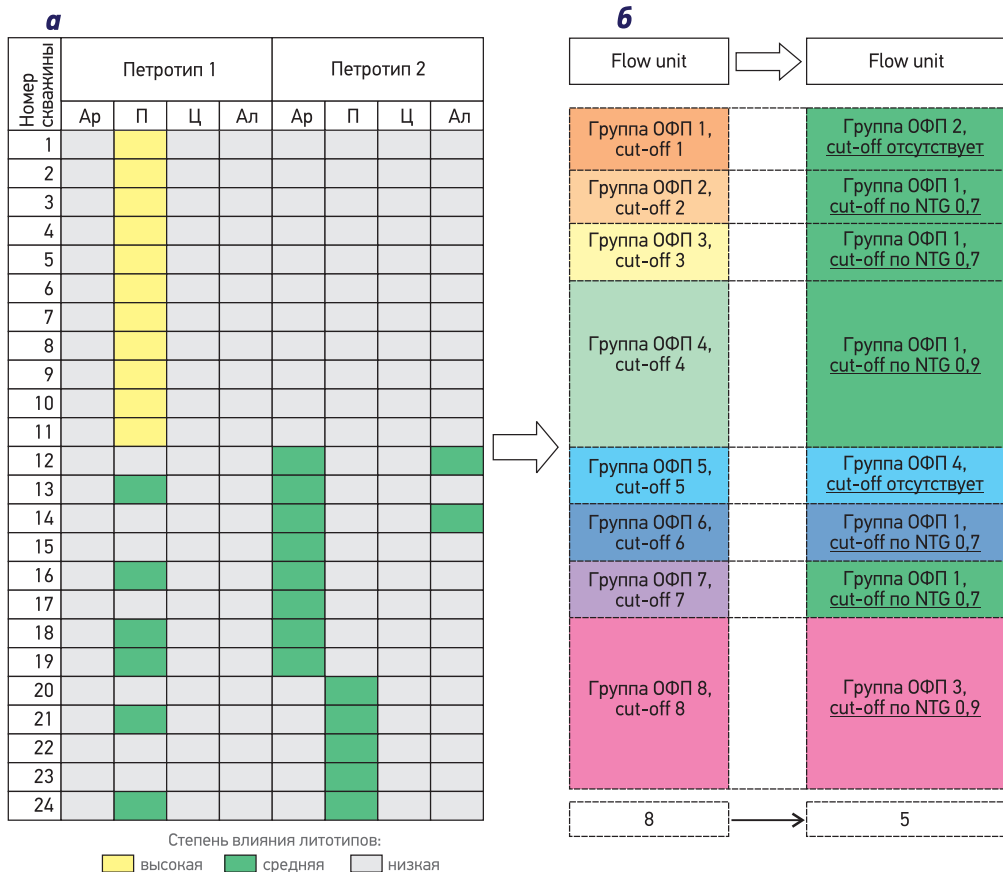 а
Номер
скважины
Петротип 1
Петротип 2
Ар
П
Ц
Ал
Ар
П
Ц
Ал
1
2
3
4
5
6
7
8
9
10
11
12
13
14
15
16
17
18
19
20
21
22
23
24
Степень влияния литотипов:
высокая
средняя
низкая
б
Flow unit
Flow unit
Группа ОФП 1,
cut-off 1
Группа ОФП 2,
cut-off отсутствует
Группа ОФП 2,
cut-off 2
Группа ОФП 1,
cut-off по NTG 0,7
Группа ОФП 3,
cut-off 3
Группа ОФП 1,
cut-off по NTG 0,7
Группа ОФП 4,
cut-off 4
Группа ОФП 1,
cut-off по NTG 0,9
Группа ОФП 5,
cut-off 5
Группа ОФП 4,
cut-off отсутствует
Группа ОФП 6,
cut-off 6
Группа ОФП 1,
cut-off по NTG 0,7
Группа ОФП 7,
cut-off 7
Группа ОФП 1,
cut-off по NTG 0,7
Группа ОФП 8,
cut-off 8
Группа ОФП 3,
cut-off по NTG 0,9
8
5